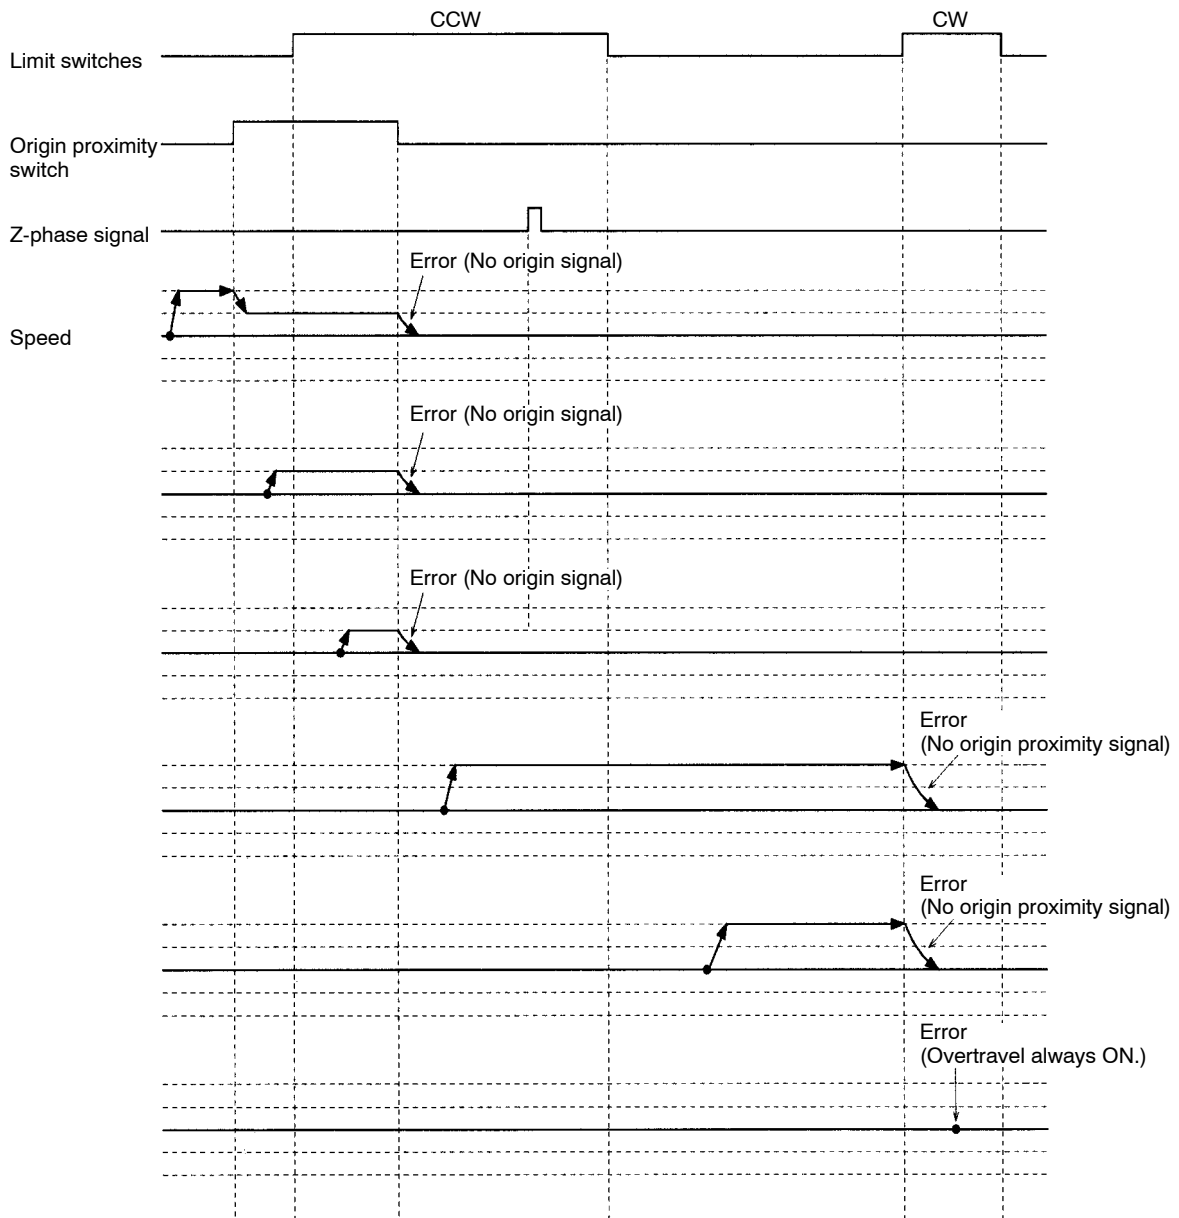 CCW
CW
Limit switches
Origin proximity
switch
Z-phase signal
Error (No origin signal)
Speed
Error (No origin signal)
Error (No origin signal)
Error
(No origin proximity signal)
Error
(No origin proximity signal)
Error
(Overtravel always ON.)